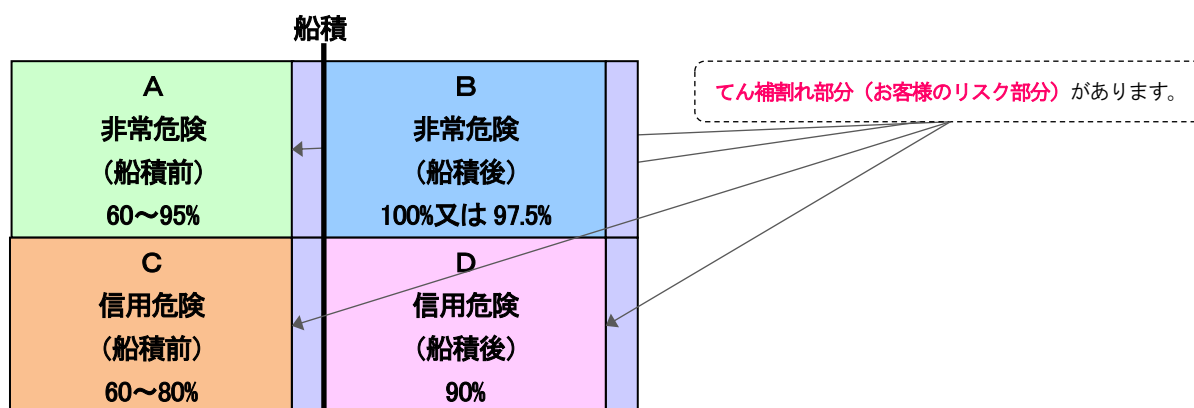 船積
てん補割れ部分（お客様のリスク部分）があります。
A
非常危険
（船積前）
60～95%
B
非常危険
（船積後）
100%又は 97.5%
C
信用危険
（船積前）
60～80%
D
信用危険
（船積後）
90%